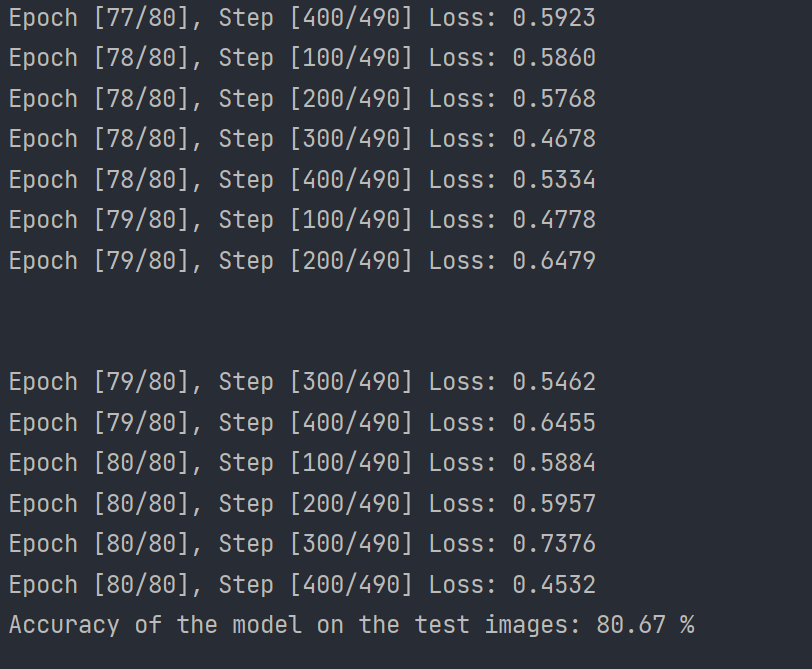 Epoch [77/80], Step [400/490] Loss: 0.5923
Epoch [78/80], Step [100/490] Loss: 0.5860
Epoch [78/80], Step [200/490] Loss: 0.5768
Epoch [78/80], Step [300/490] Loss: 0.4678
Epoch [78/80], Step [400/490] Loss: 0.5334
Epoch [79/80], Step [100/490] Loss: 0.4778
Epoch [79/80], Step [200/490] Loss: 0.6479
Epoch [79/80], Step [300/490] Loss: 0.5462
Epoch [79/80], Step [400/490] Loss: 0.6455
Epoch [80/80], Step [100/490] Loss: 0.5884
Epoch [80/80], Step [200/490] Loss: 0.5957
Epoch [80/80], Step [300/490] Loss: 0.7376
Epoch [80/80], Step [400/490] Loss: 0.4532
Accuracy of the model on the test images: 80.67 %